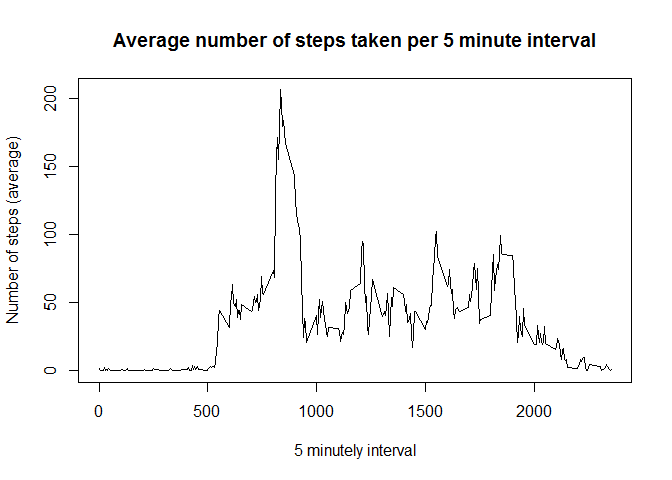 Average number of steps taken per 5 minute interval
Number of steps (average)
200
150
100
50
0
0 500 1000 1500 2000
5 minutely interval